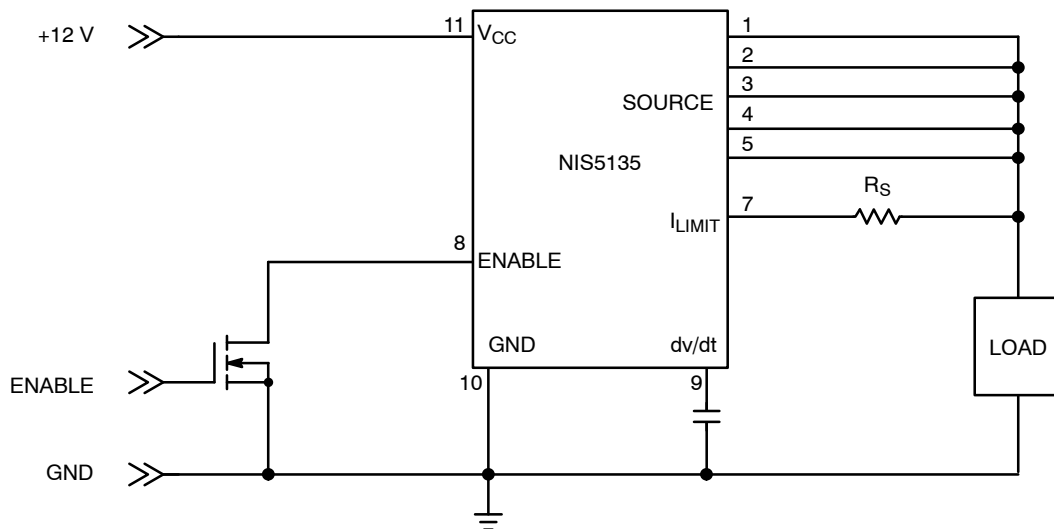 +12 V
11
V_CC
1
2
3
SOURCE
4
5
NIS5135
R_S
7
I_LIMIT
8
ENABLE
GND
dv/dt
LOAD
ENABLE
10
9
GND